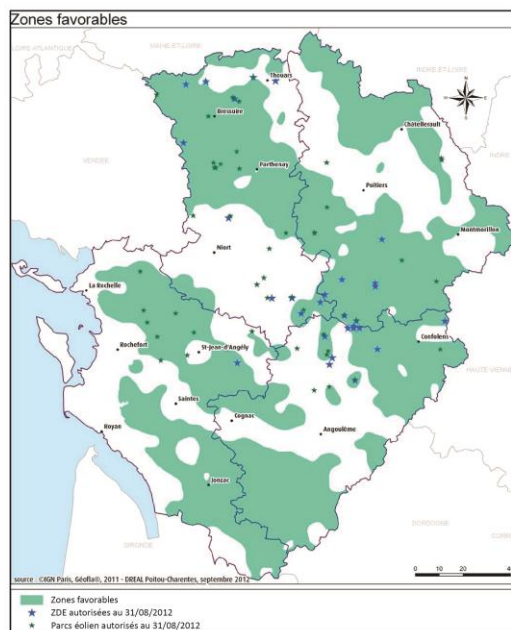 Zones favorables
LOIRE ATLANTIQUE
MAINE-ET-LOIRE
INDRE-ET-LOIRE
Thouars
Bressuire
Châtellerault
INDRE
VENDEE
Parthenay
Poitiers
Montmorillon
Niort
La Rochelle
Rochefort
St-Jean-d'Angély
Confolens
HAUTE VIENNE
Saintes
Cognac
Royan
Angoulême
Jonzac
GIRONDE
DORDOGNE
source : ©IGN Paris, Géofla®, 2011 - DREAL Poitou-Charentes, septembre 2012
0
Zones favorables
ZDE autorisées au 31/08/2012
Parcs éolien autorisés au 31/08/2012